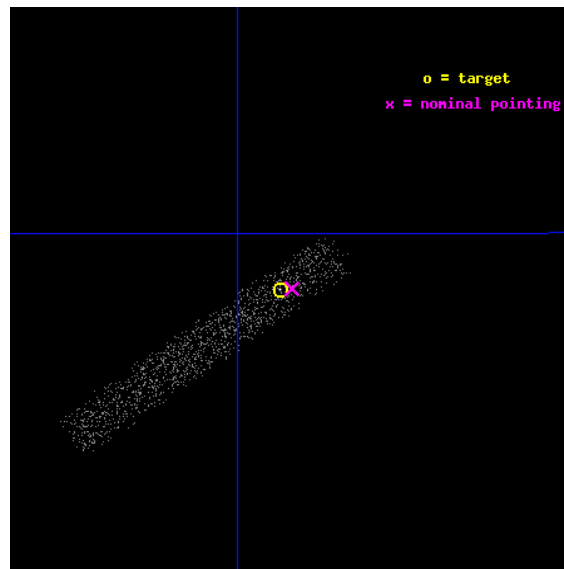 o = target
x = nominal pointing